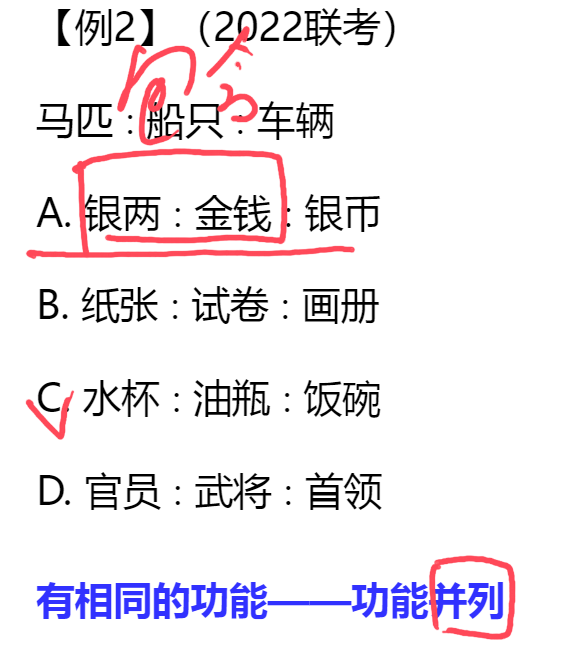 【例2】（2022联考）
包含
马匹 : 船只 : 车辆
A. 银两 : 金钱 : 银币
B. 纸张 : 试卷 : 画册
C. 水杯 : 油瓶 : 饭碗
D. 官员 : 武将 : 首领
有相同的功能——功能并列